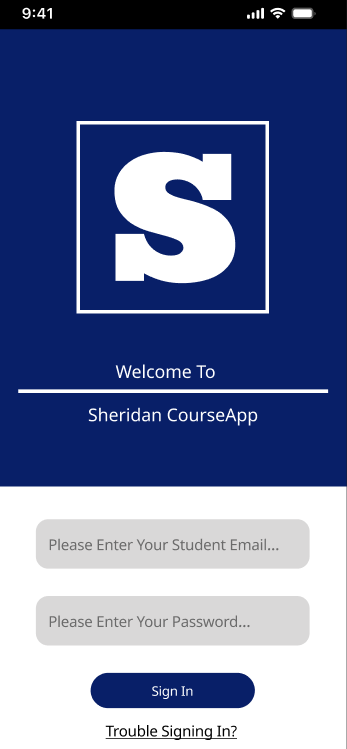 9:41
S
Welcome To
Sheridan CourseApp
Please Enter Your Student Email...
Please Enter Your Password...
Sign In
Trouble Signing In?